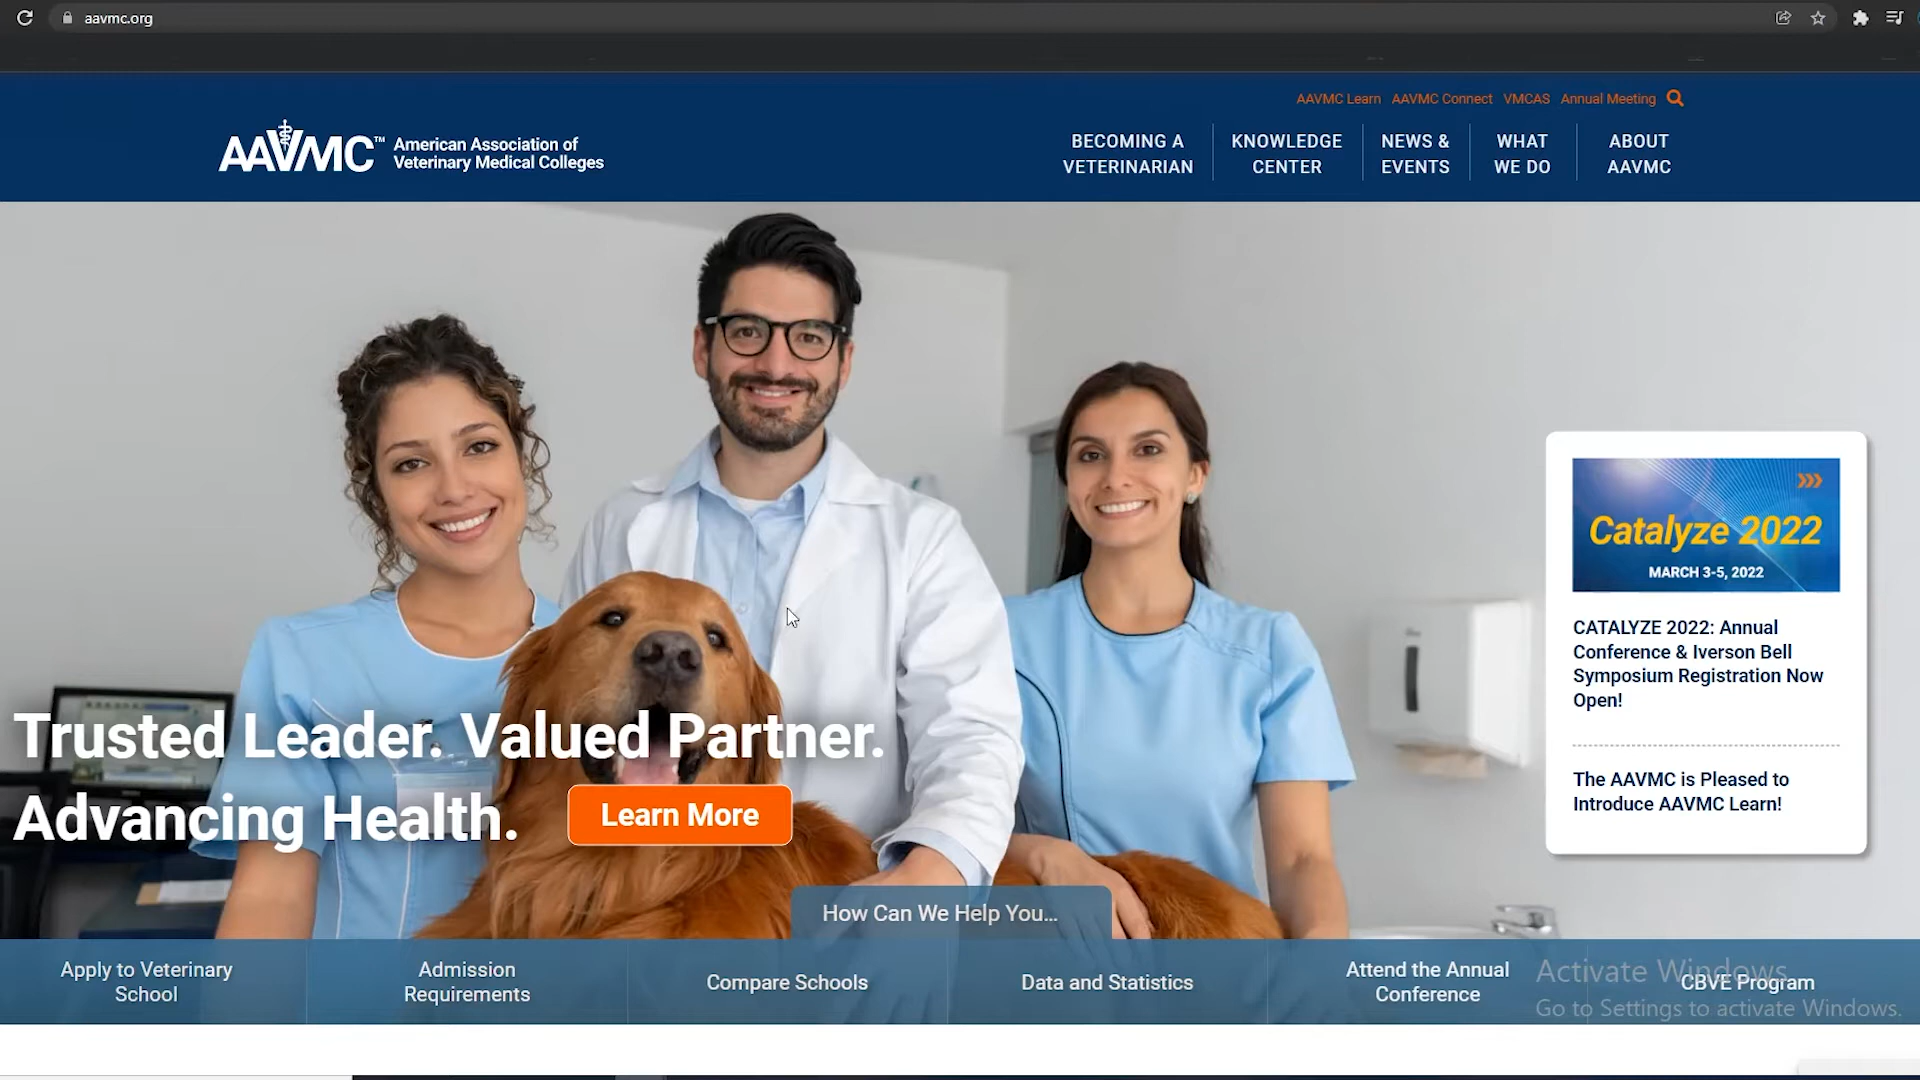 aavmc.org
AAVMC Learn AAVMC Connect VMCAS Annual Meeting
AAVMC™ American Association of
Veterinary Medical Colleges
BECOMING A
VETERINARIAN
KNOWLEDGE
CENTER
NEWS &
EVENTS
WHAT
WE DO
ABOUT
AAVMC
Catalyze 2022
MARCH 3-5, 2022
CATALYZE 2022: Annual
Conference & Iverson Bell
Symposium Registration Now
Open!
The AAVMC is Pleased to
Introduce AAVMC Learn!
Trusted Leader. Valued Partner.
Advancing Health.
Learn More
How Can We Help You...
Apply to Veterinary
School
Admission
Requirements
Compare Schools
Data and Statistics
Attend the Annual
Conference
CBVE Program
Activate Windows
Go to Settings to activate Windows.